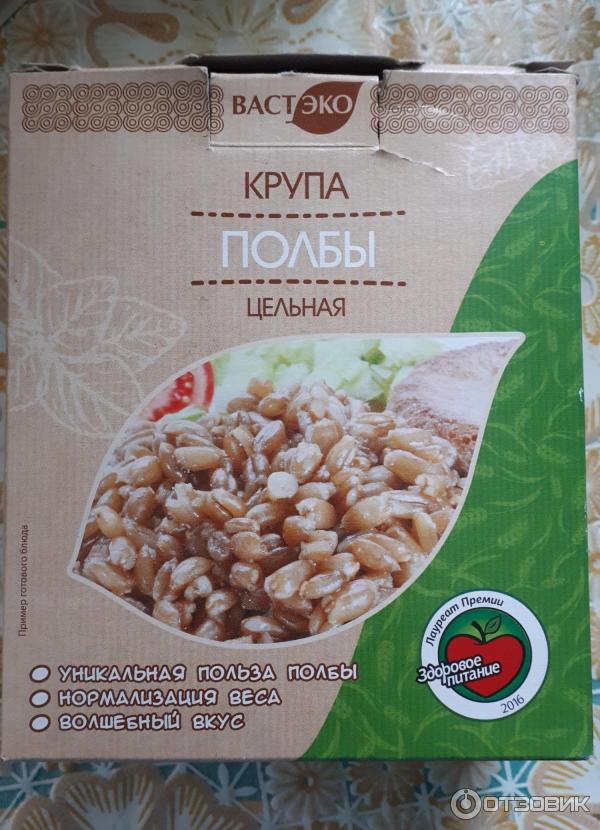 ВАСТЭКО
КРУПА
ПОЛБЫ
ЦЕЛЬНАЯ
Пример готового блюда
УНИКАЛЬНАЯ ПОЛЬЗА ПОЛБЫ
НОРМАЛИЗАЦИЯ ВЕСА
ВОЛШЕБНЫЙ ВКУС
Лауреат Премии
Здоровое
питание
2016
ОТЗОВИК